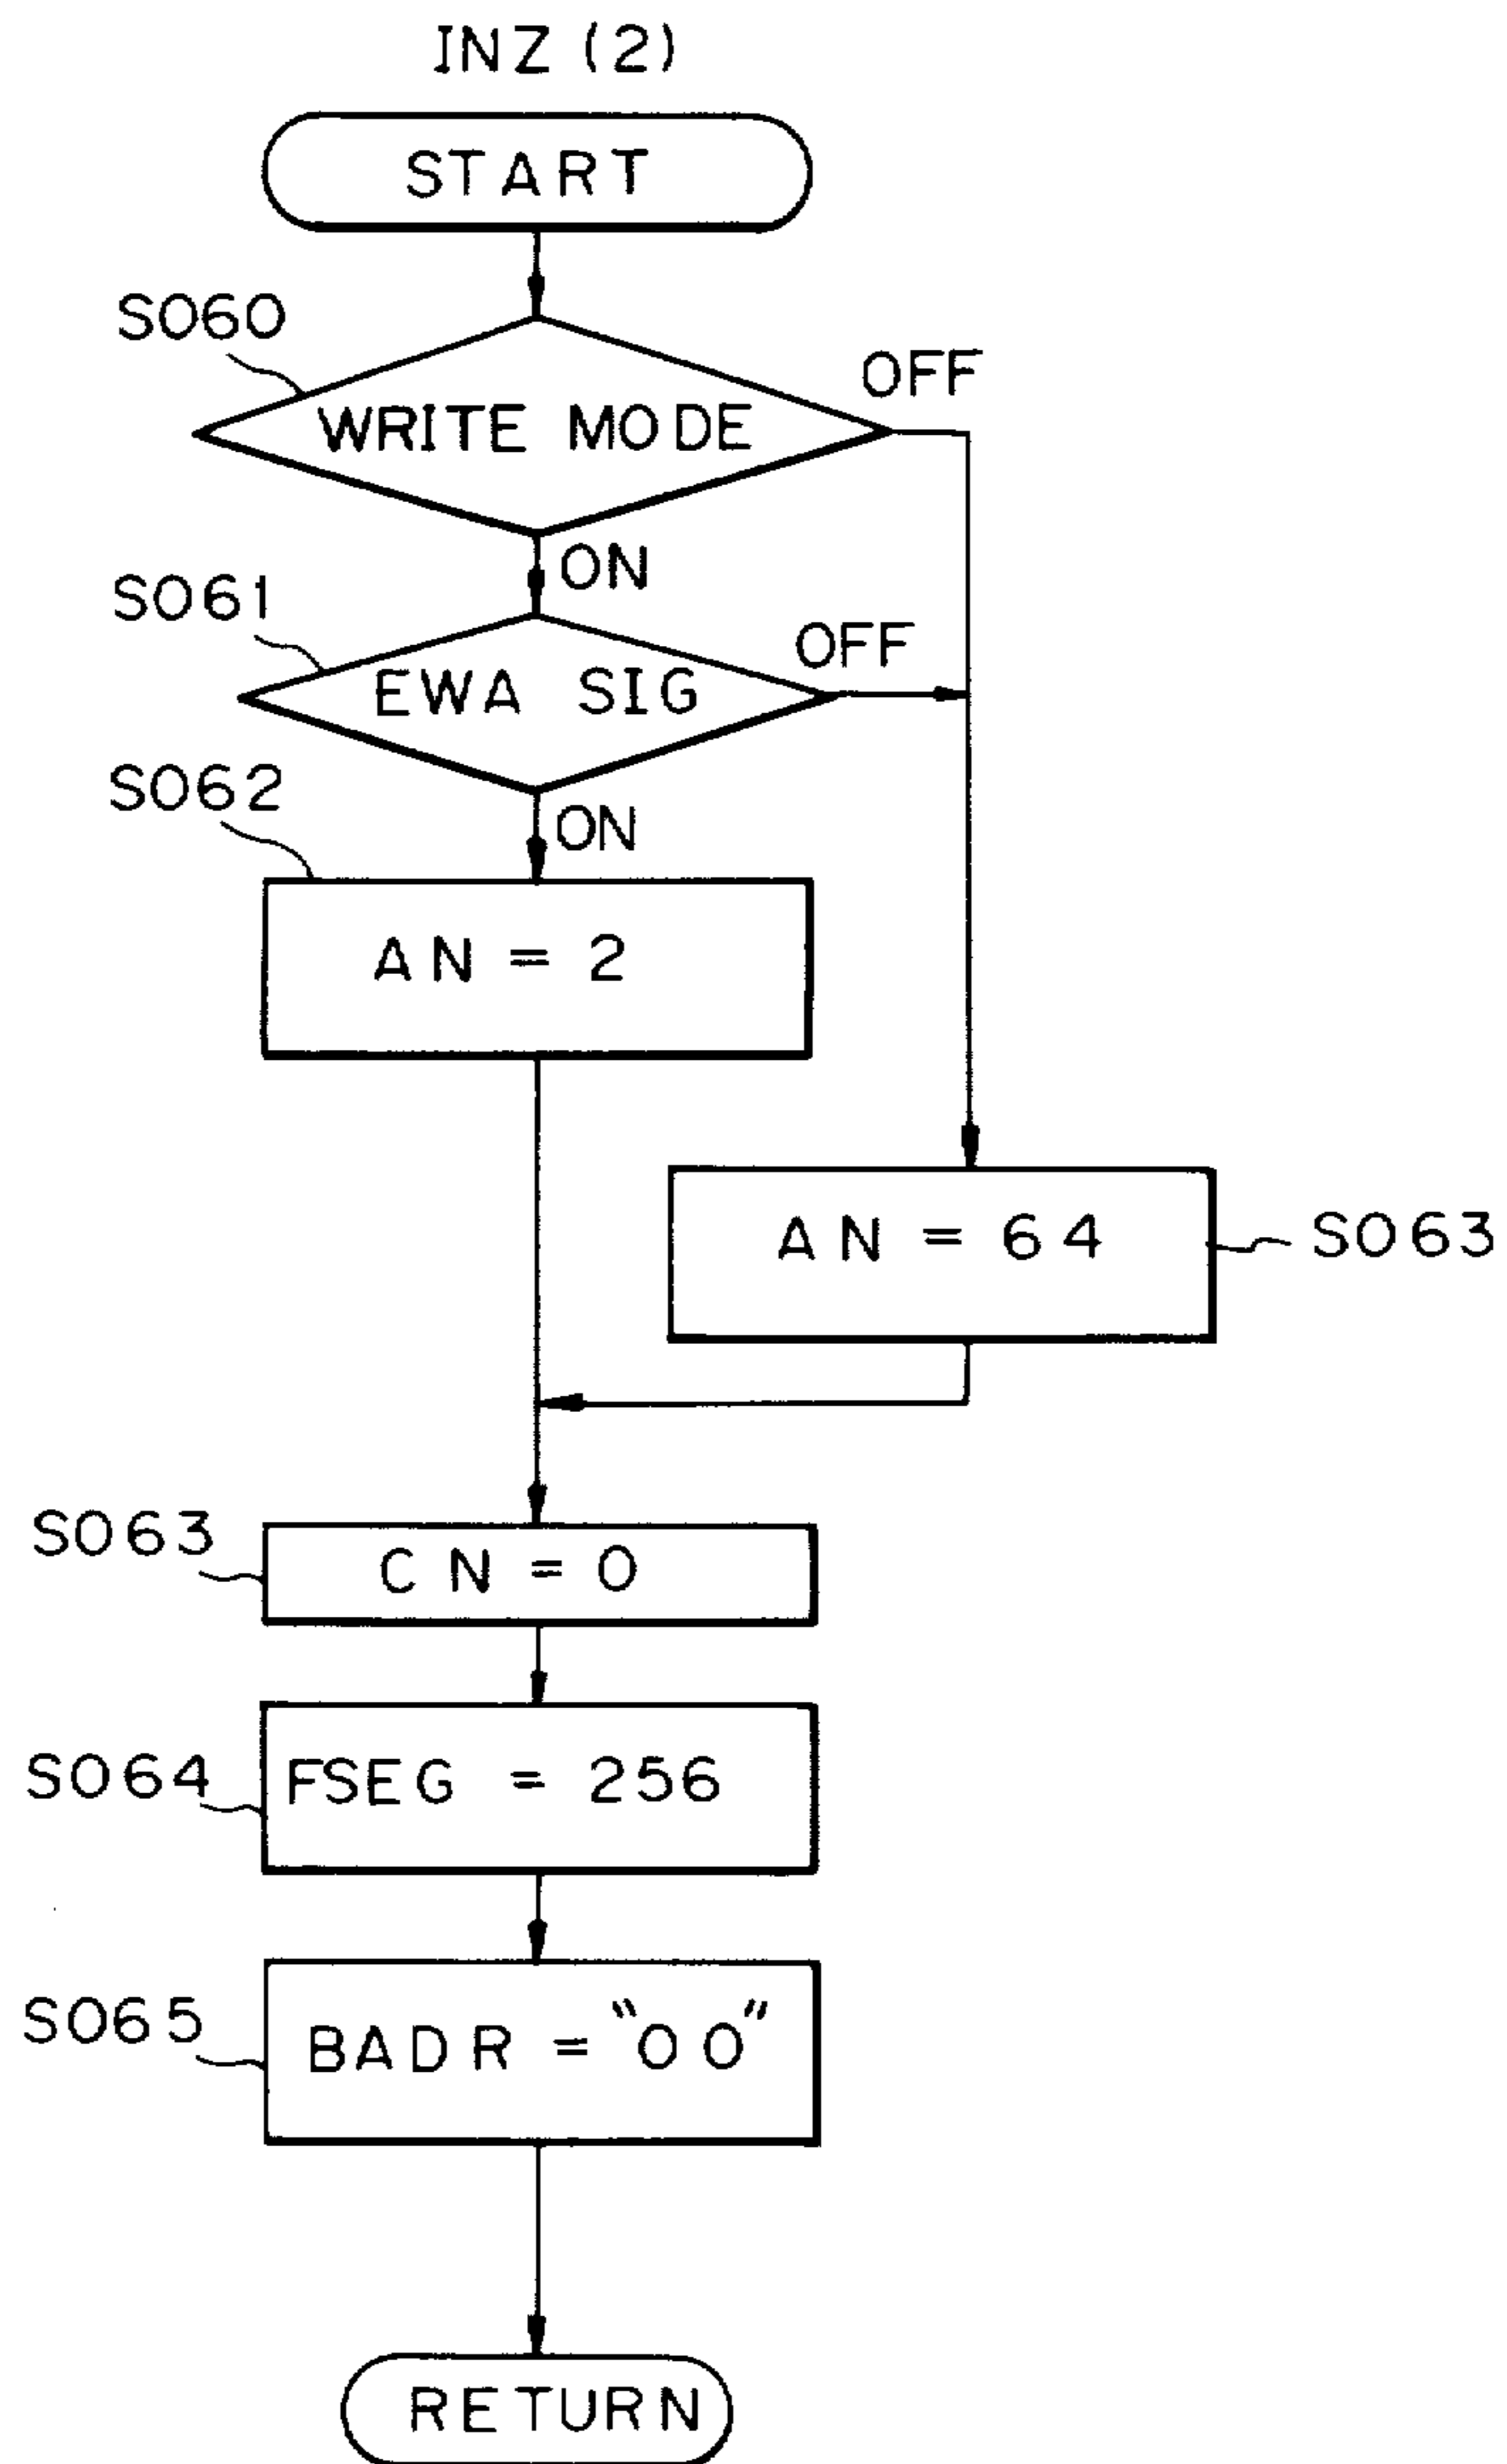 INZ (2)
START
S060
WRITE MODE
OFF
ON
S061
EWA SIG
OFF
S062
ON
AN = 2
AN = 64
S063
S063
CN = 0
S064
FSEG = 256
S065
BADR = "00"
RETURN